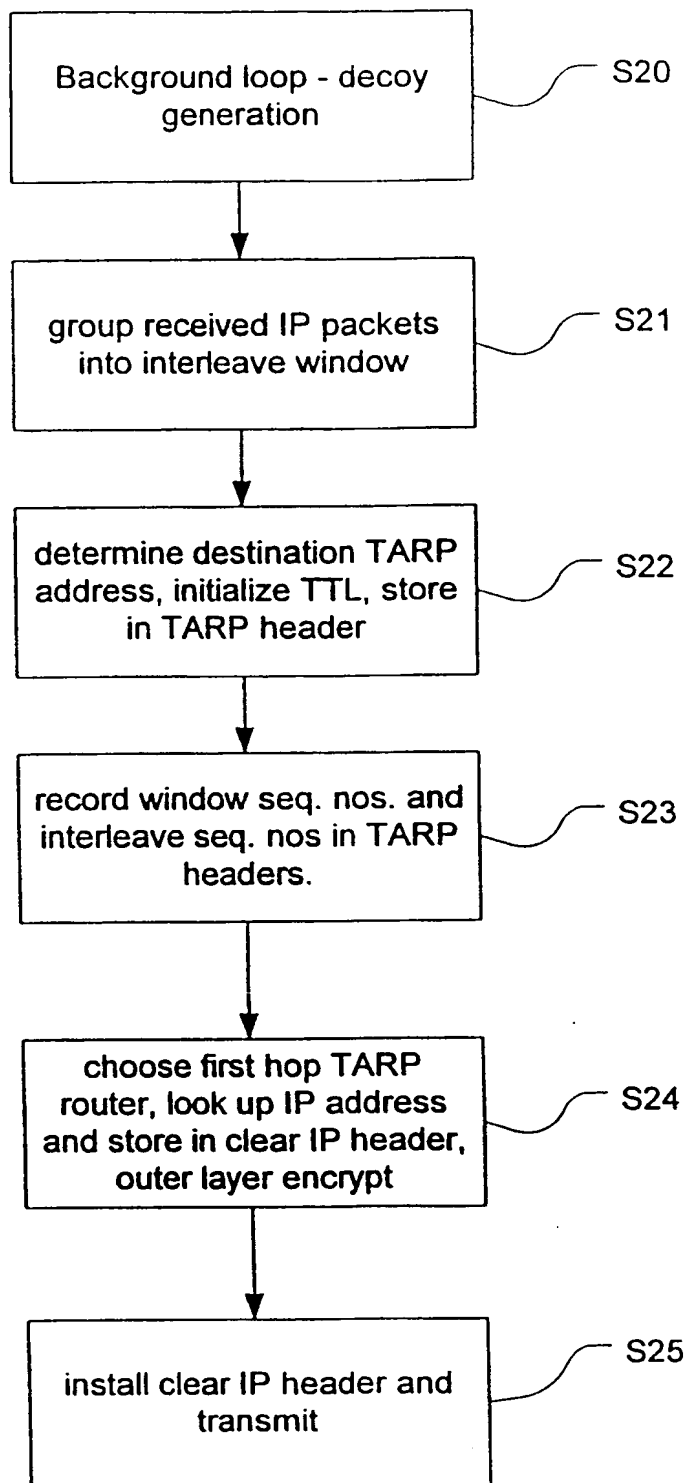 Background loop - decoy
generation
S20
group received IP packets
into interleave window
S21
determine destination TARP
address, initialize TTL, store
in TARP header
S22
record window seq. nos. and
interleave seq. nos in TARP
headers.
S23
choose first hop TARP
router, look up IP address
and store in clear IP header,
outer layer encrypt
S24
install clear IP header and
transmit
S25